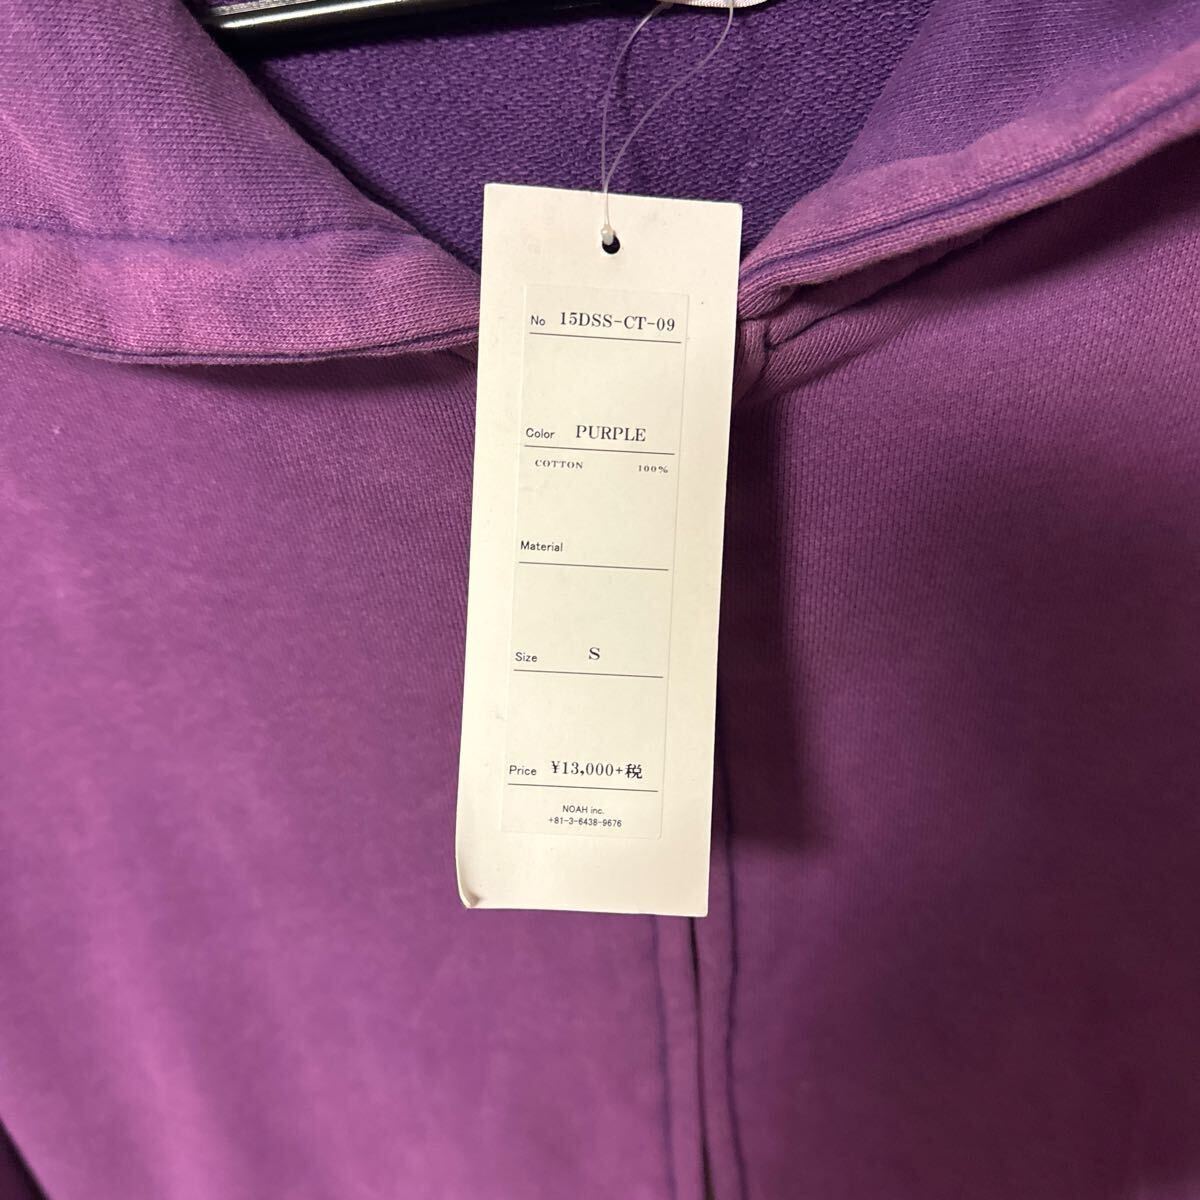 No 15DSS-CT-09
Color PURPLE
COTTON 100%
Material
Size S
Price ¥13,000+税
NOAH inc.
+81-3-6438-9676